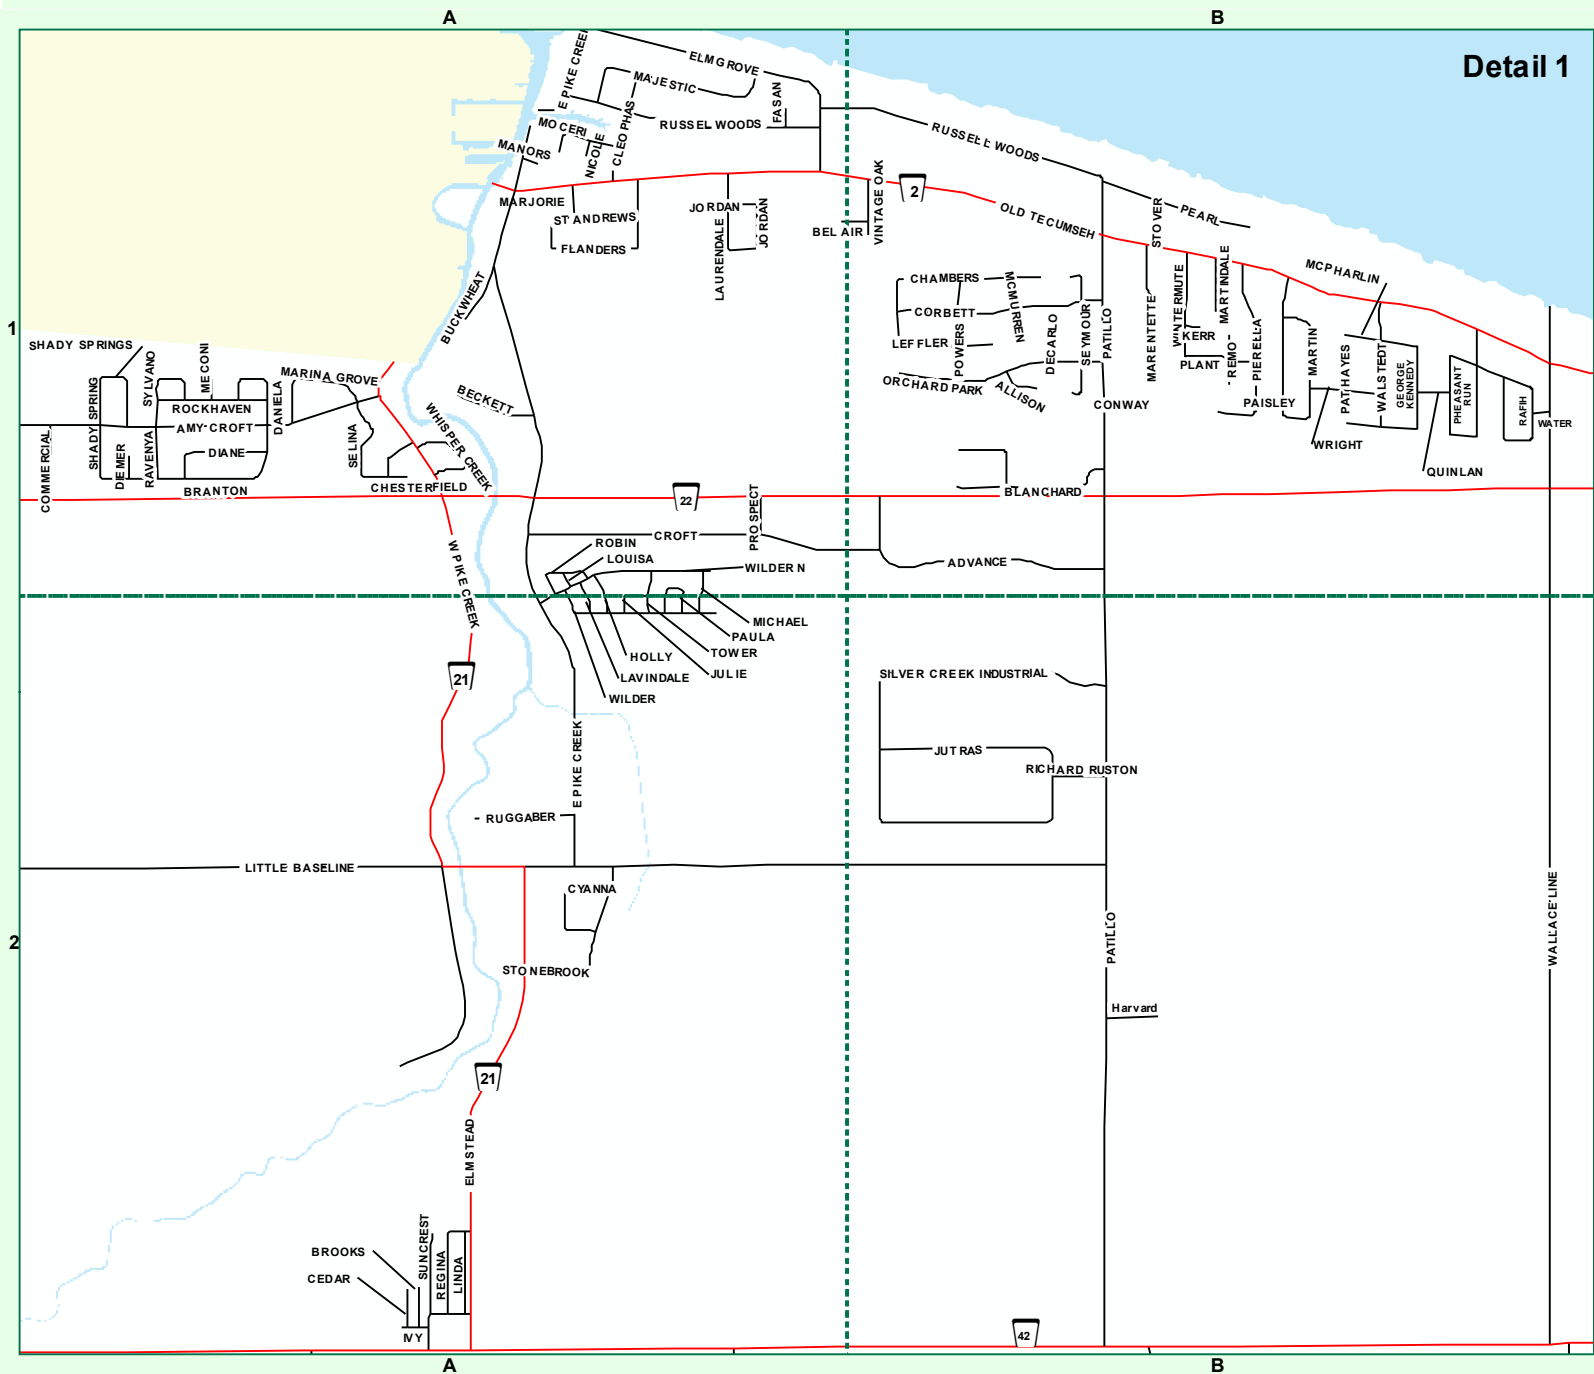 A
B
Detail 1
E PIKE CREEK
ELMGROVE
MAJESTIC
FASAN
MOCERI
CLEOPHAS
RUSSEL WOODS
RUSSELL WOODS
MANORS
NICOLE
VINTAGE OAK
2
MARJORIE
ST ANDREWS
JORDAN
JORDAN
OLD TECUMSEH
STOVER
PEARL
FLANDERS
LAURENDALE
BEL AIR
BUCKWHEAT
CHAMBERS
MCMURREN
WINTERMUTE
MARTINDALE
MCPHARLIN
1
CORBETT
POWERS
DECARLO
SEYMOUR
PATILLO
MARENTETTE
KERR
REMO
PIERELLA
MARTIN
SHADY SPRINGS
SYLVANO
MECONI
LEFFLER
PLANT
PATHAYES
WALSTEDT
GEORGE
KENNEDY
PHEASANT
RUN
RAFIH
MARINA GROVE
SHADY SPRING
ROCKHAVEN
DANIELA
BECKETT
WHISPER CREEK
ORCHARD PARK
ALLISON
CONWAY
PAISLEY
WATER
AMY CROFT
SELINA
WRIGHT
COMMERCIAL
DIEMER
RAVENYA
DIANE
QUINLAN
BRANTON
CHESTERFIELD
22
PROSPECT
BLANCHARD
W PIKE CREEK
CROFT
ROBIN
LOUISA
WILDER N
ADVANCE
MICHAEL
PAULA
TOWER
HOLLY
JULIE
LAVINDALE
WILDER
21
SILVER CREEK INDUSTRIAL
E PIKE CREEK
JUTRAS
RICHARD RUSTON
RUGGABER
LITTLE BASELINE
CYANNA
WALLACE LINE
2
PATILLO
STONEBROOK
Harvard
21
ELMSTEAD
BROOKS
SUNCREST
REGINA
LINDA
CEDAR
IVY
42
A
B